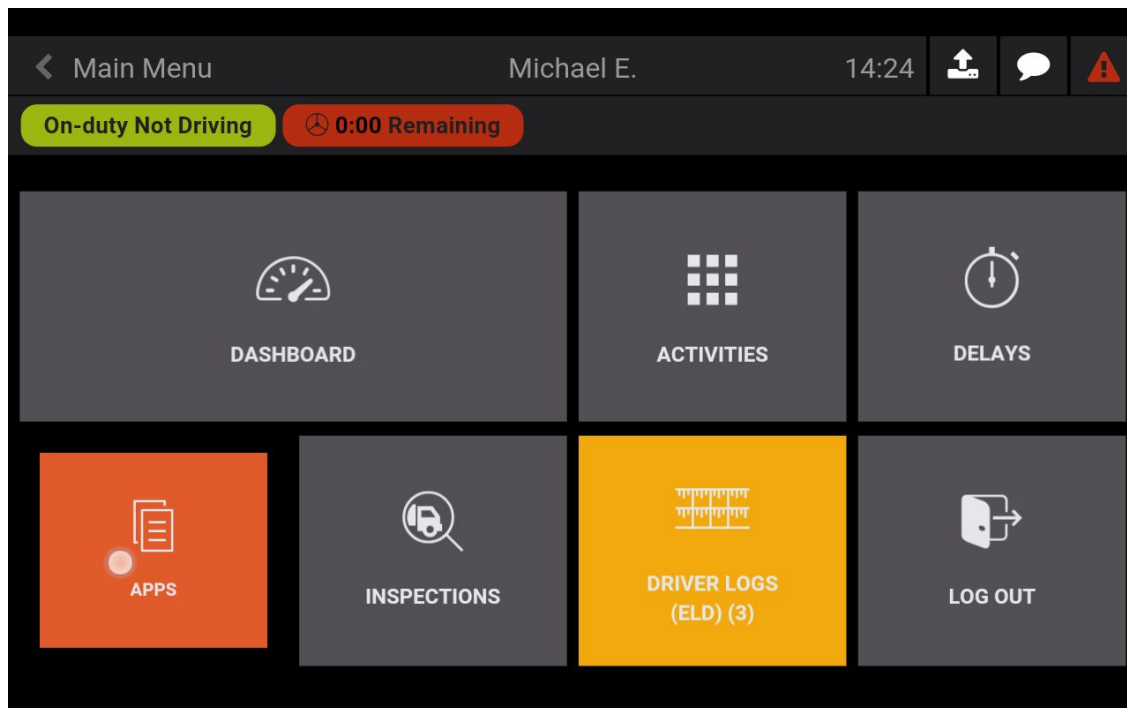 Main Menu
Michael E.
14:24
On-duty Not Driving
0:00 Remaining
DASHBOARD
ACTIVITIES
DELAYS
APPS
INSPECTIONS
DRIVER LOGS
(ELD) (3)
LOG OUT